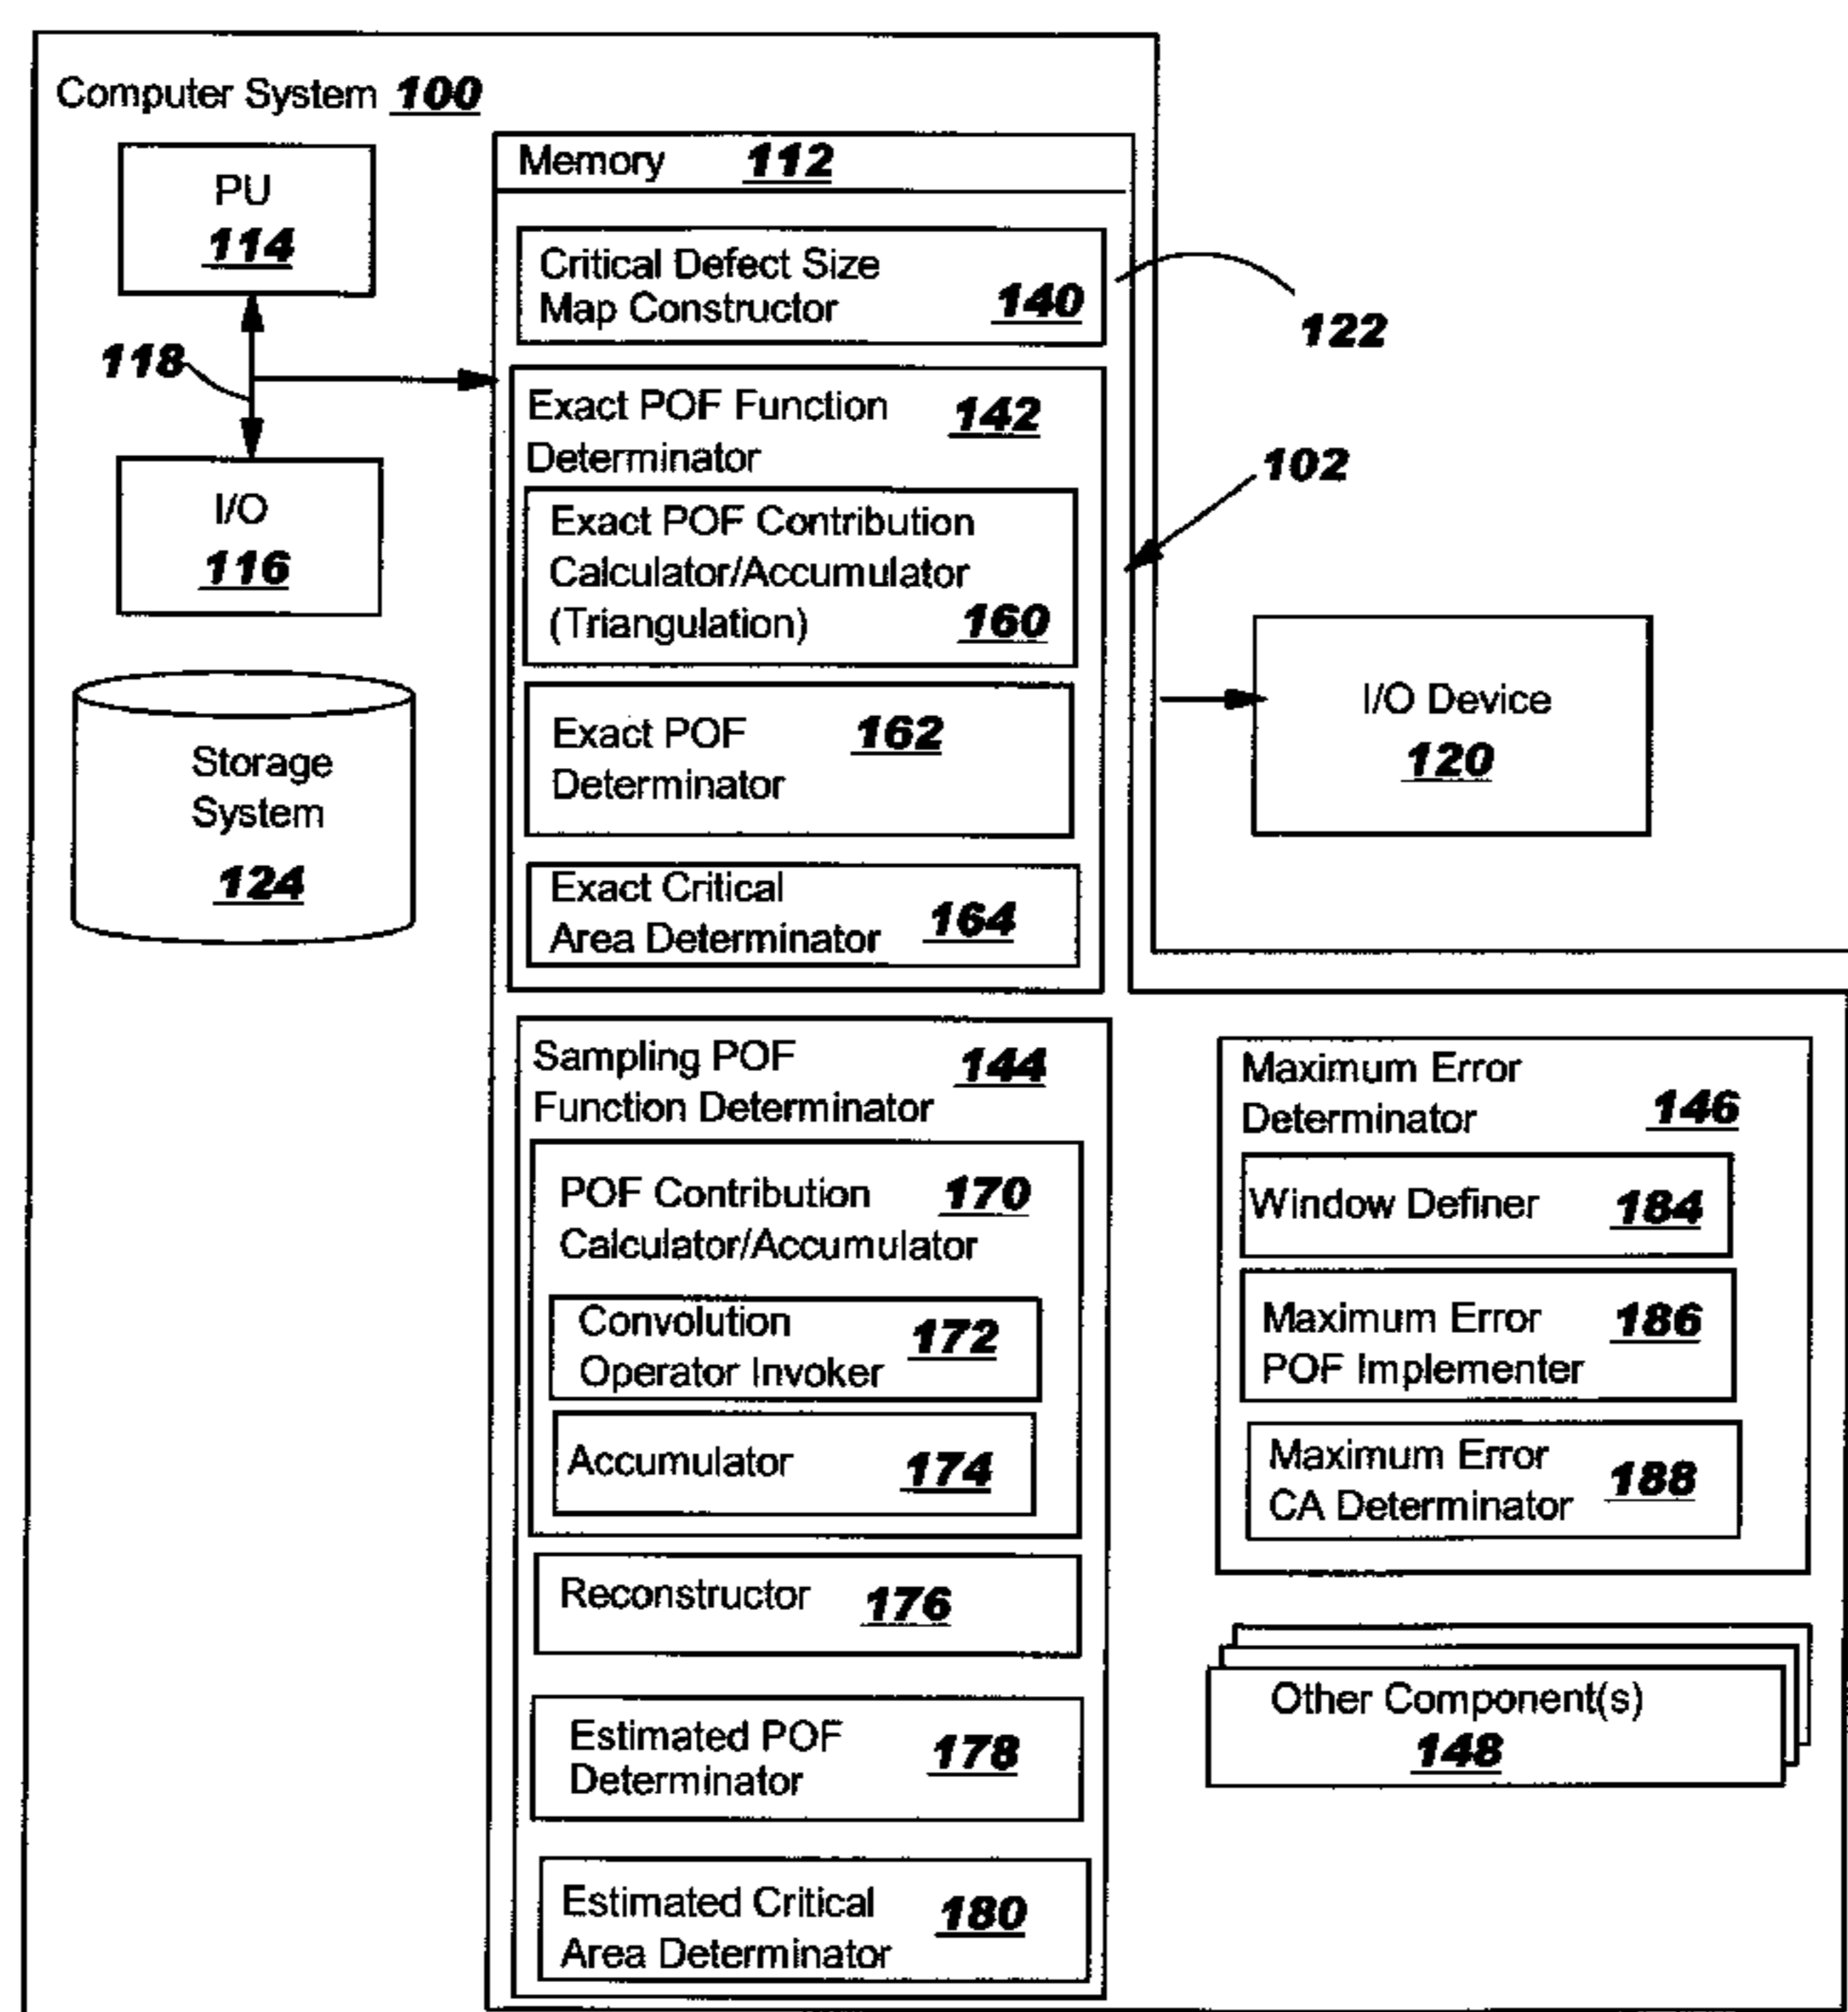 Computer System 100
PU
114
118
I/O
116
Storage
System
124
Memory 112
Critical Defect Size
Map Constructor 140
122
Exact POF Function 142
Determinator
102
Exact POF Contribution
Calculator/Accumulator
(Triangulation) 160
Exact POF 162
Determinator
Exact Critical
Area Determinator 164
I/O Device
120
Sampling POF 144
Function Determinator
POF Contribution 170
Calculator/Accumulator
Convolution 172
Operator Invoker
Accumulator 174
Reconstructor 176
Estimated POF 178
Determinator
Estimated Critical 180
Area Determinator
Maximum Error
Determinator 146
Window Definer 184
Maximum Error 186
POF Implementer
Maximum Error 188
CA Determinator
Other Component(s)
148